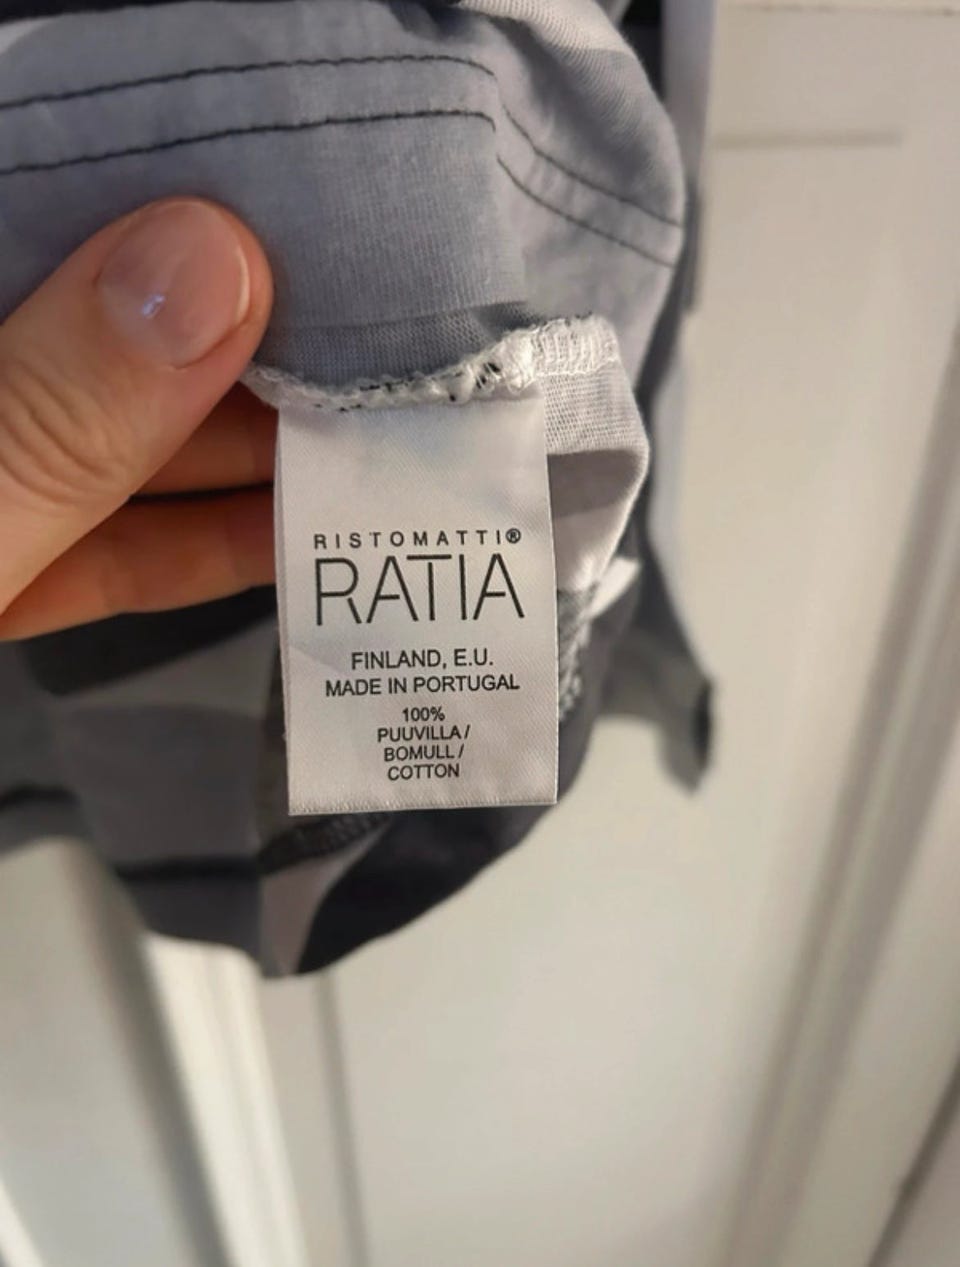 RISTOMATTI®
RATIA
FINLAND, E.U.
MADE IN PORTUGAL
100%
PUUVILLA/
BOMULL/
COTTON